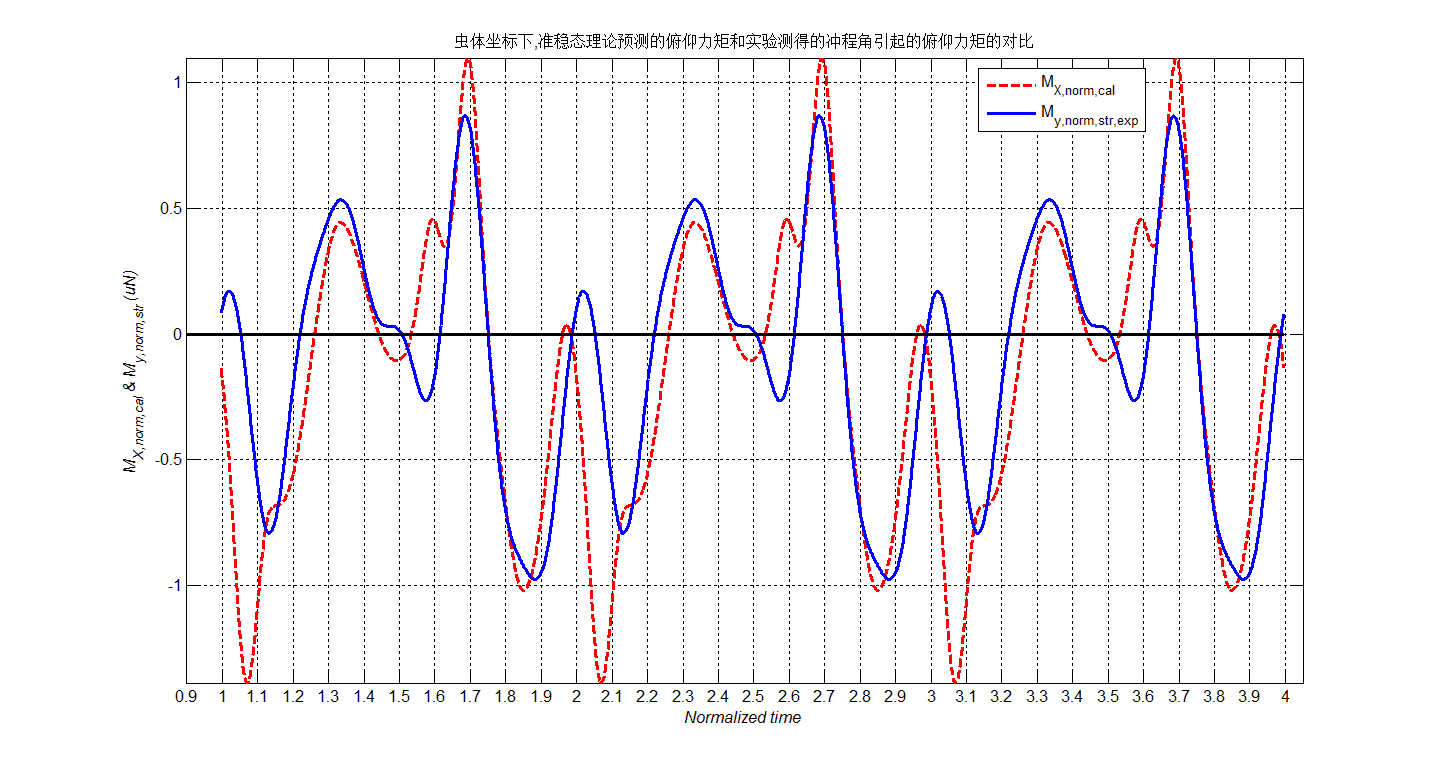 虫体坐标下,准稳态理论预测的俯仰力矩和实验测得的冲程角引起的俯仰力矩的对比
M_X,norm,cal
M_y,norm,str,exp
1
0.5
0
-0.5
-1
M_X,norm,cal & M_y,norm,str (uN)
0.9 1 1.1 1.2 1.3 1.4 1.5 1.6 1.7 1.8 1.9 2 2.1 2.2 2.3 2.4 2.5 2.6 2.7 2.8 2.9 3 3.1 3.2 3.3 3.4 3.5 3.6 3.7 3.8 3.9 4
Normalized time